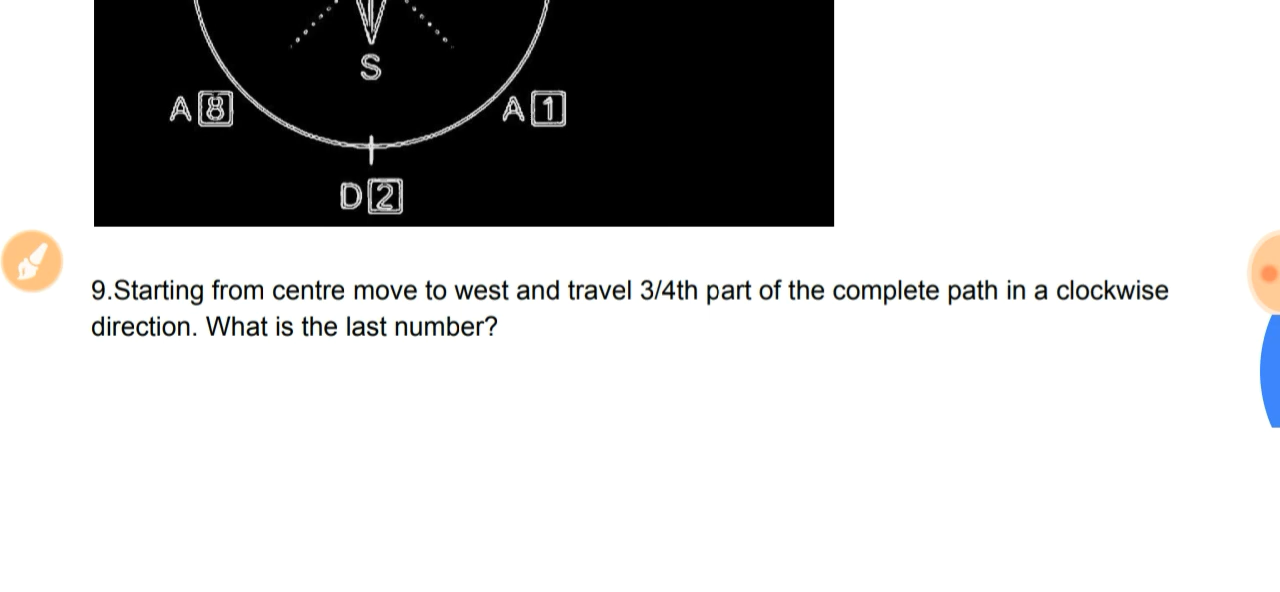 S
A 8
A 1
D 2
9.Starting from centre move to west and travel 3/4th part of the complete path in a clockwise
direction. What is the last number?